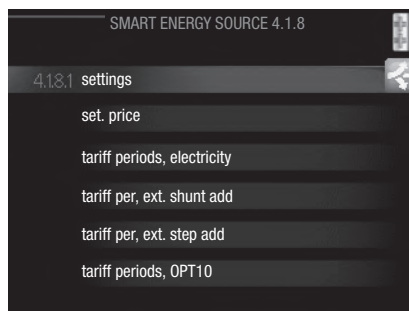 SMART ENERGY SOURCE 4.1.8
4.1.8.1 settings
set. price
tariff periods, electricity
tariff per, ext. shunt add
tariff per, ext. step add
tariff periods, OPT10